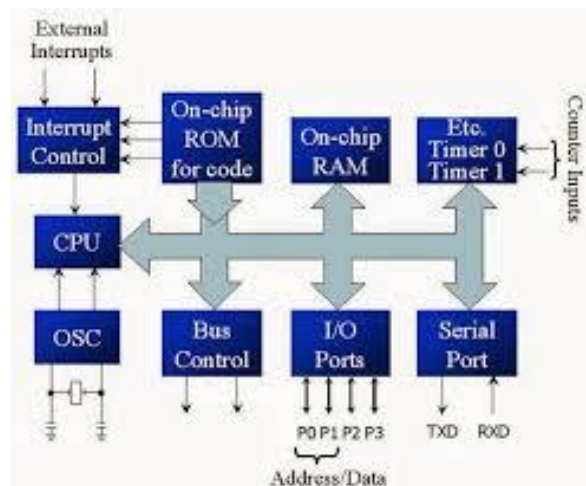 External
Interrupts
Interrupt
Control
On-chip
ROM
for code
On-chip
RAM
Etc.
Timer 0
Timer 1
Counter Inputs
CPU
OSC
Bus
Control
I/O
Ports
Serial
Port
P0 P1 P2 P3
TXD RXD
Address/Data